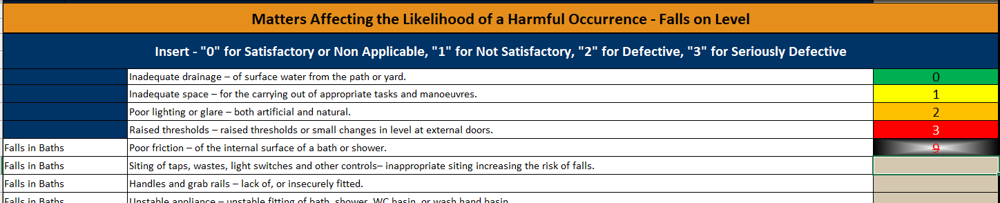 Matters Affecting the Likelihood of a Harmful Occurrence - Falls on Level
Insert - "0" for Satisfactory or Non Applicable, "1" for Not Satisfactory, "2" for Defective, "3" for Seriously Defective
Inadequate drainage – of surface water from the path or yard. 0
Inadequate space – for the carrying out of appropriate tasks and manoeuvres. 1
Poor lighting or glare – both artificial and natural. 2
Raised thresholds – raised thresholds or small changes in level at external doors. 3
Falls in Baths Poor friction – of the internal surface of a bath or shower. 9
Falls in Baths Siting of taps, wastes, light switches and other controls– inappropriate siting increasing the risk of falls.
Falls in Baths Handles and grab rails – lack of, or insecurely fitted.
Falls in Baths Unstable appliance – unstable fitting of bath, shower, WC basin, or wash hand basin